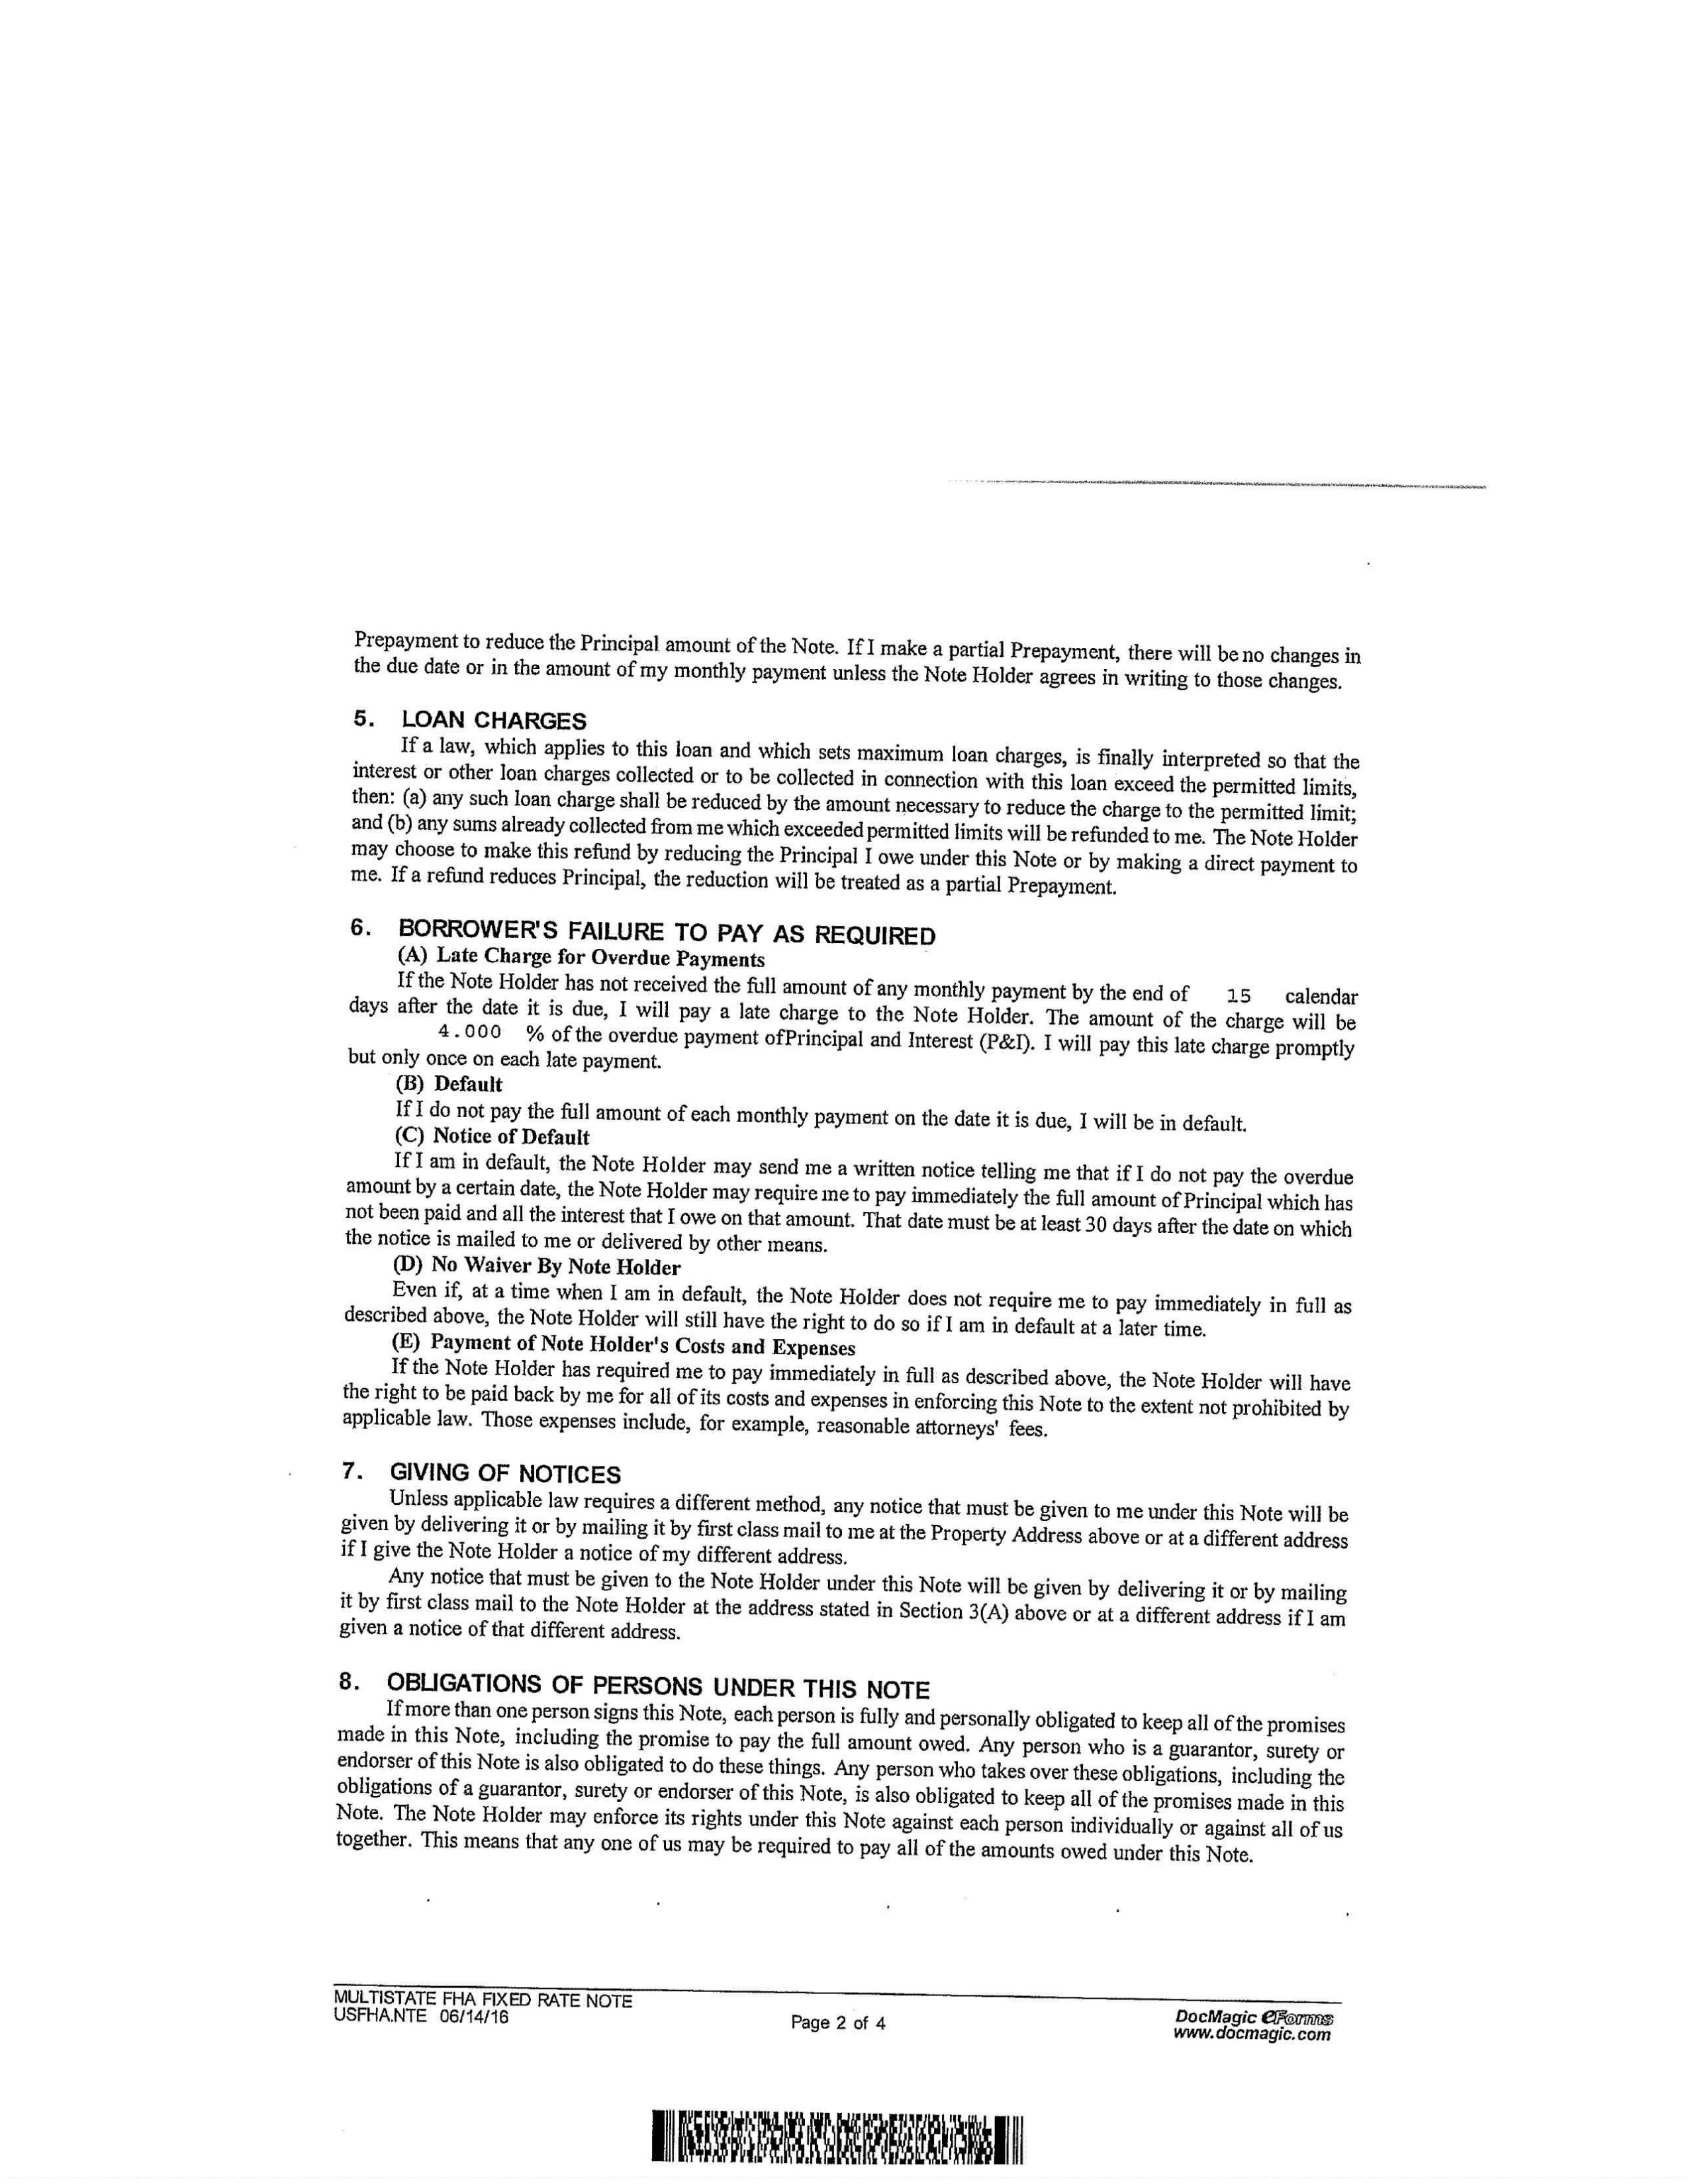 Prepayment to reduce the Principal amount of the Note. If I make a partial Prepayment, there will be no changes in
the due date or in the amount of my monthly payment unless the Note Holder agrees in writing to those changes.
5. LOAN CHARGES
If a law, which applies to this loan and which sets maximum loan charges, is finally interpreted so that the
interest or other loan charges collected or to be collected in connection with this loan exceed the permitted limits,
then: (a) any such loan charge shall be reduced by the amount necessary to reduce the charge to the permitted limit;
and (b) any sums already collected from me which exceeded permitted limits will be refunded to me. The Note Holder
may choose to make this refund by reducing the Principal I owe under this Note or by making a direct payment to
me. If a refund reduces Principal, the reduction will be treated as a partial Prepayment.
6. BORROWER'S FAILURE TO PAY AS REQUIRED
(A) Late Charge for Overdue Payments
If the Note Holder has not received the full amount of any monthly payment by the end of 15 calendar
days after the date it is due, I will pay a late charge to the Note Holder. The amount of the charge will be
4.000 % of the overdue payment of Principal and Interest (P&I). I will pay this late charge promptly
but only once on each late payment.
(B) Default
If I do not pay the full amount of each monthly payment on the date it is due, I will be in default.
(C) Notice of Default
If I am in default, the Note Holder may send me a written notice telling me that if I do not pay the overdue
amount by a certain date, the Note Holder may require me to pay immediately the full amount of Principal which has
not been paid and all the interest that I owe on that amount. That date must be at least 30 days after the date on which
the notice is mailed to me or delivered by other means.
(D) No Waiver By Note Holder
Even if, at a time when I am in default, the Note Holder does not require me to pay immediately in full as
described above, the Note Holder will still have the right to do so if I am in default at a later time.
(E) Payment of Note Holder's Costs and Expenses
If the Note Holder has required me to pay immediately in full as described above, the Note Holder will have
the right to be paid back by me for all of its costs and expenses in enforcing this Note to the extent not prohibited by
applicable law. Those expenses include, for example, reasonable attorneys' fees.
7. GIVING OF NOTICES
Unless applicable law requires a different method, any notice that must be given to me under this Note will be
given by delivering it or by mailing it by first class mail to me at the Property Address above or at a different address
if I give the Note Holder a notice of my different address.
Any notice that must be given to the Note Holder under this Note will be given by delivering it or by mailing
it by first class mail to the Note Holder at the address stated in Section 3(A) above or at a different address if I am
given a notice of that different address.
8. OBLIGATIONS OF PERSONS UNDER THIS NOTE
If more than one person signs this Note, each person is fully and personally obligated to keep all of the promises
made in this Note, including the promise to pay the full amount owed. Any person who is a guarantor, surety or
endorser of this Note is also obligated to do these things. Any person who takes over these obligations, including the
obligations of a guarantor, surety or endorser of this Note, is also obligated to keep all of the promises made in this
Note. The Note Holder may enforce its rights under this Note against each person individually or against all of us
together. This means that any one of us may be required to pay all of the amounts owed under this Note.
MULTISTATE FHA FIXED RATE NOTE
USFHA.NTE 06/14/16
Page 2 of 4
DocMagic eForms
www.docmagic.com